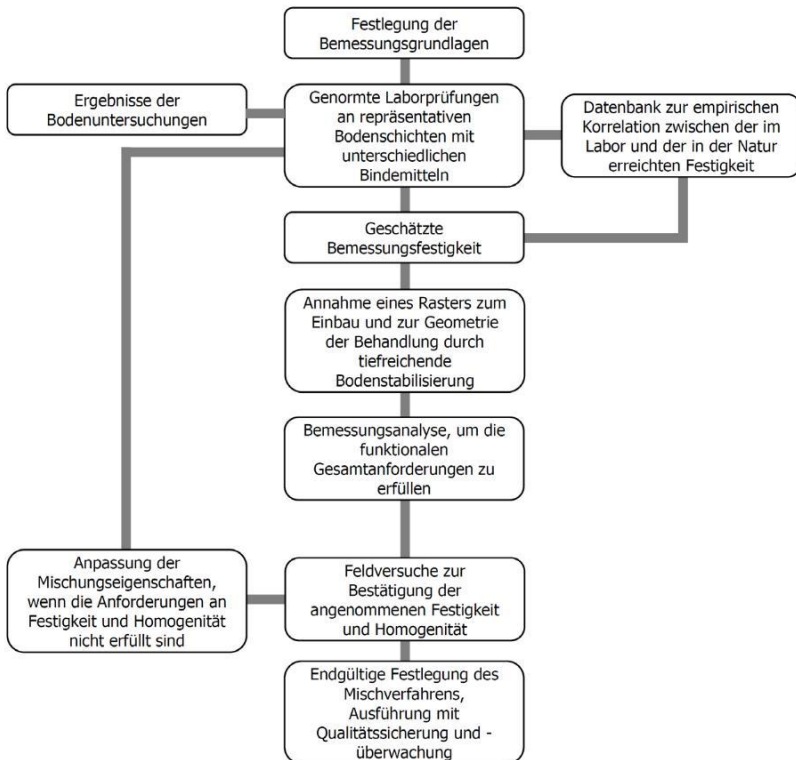 Festlegung der
Bemessungsgrundlagen
Ergebnisse der
Bodenuntersuchungen
Genormte Laborprüfungen
an repräsentativen
Bodenschichten mit
unterschiedlichen
Bindemitteln
Datenbank zur empirischen
Korrelation zwischen der im
Labor und der in der Natur
erreichten Festigkeit
Geschätzte
Bemessungsfestigkeit
Annahme eines Rasters zum
Einbau und zur Geometrie
der Behandlung durch
tiefreichende
Bodenstabilisierung
Bemessungsanalyse, um die
funktionalen
Gesamtanforderungen zu
erfüllen
Anpassung der
Mischungseigenschaften,
wenn die Anforderungen an
Festigkeit und Homogenität
nicht erfüllt sind
Feldversuche zur
Bestätigung der
angenommenen Festigkeit
und Homogenität
Endgültige Festlegung des
Mischverfahrens,
Ausführung mit
Qualitätssicherung und -
überwachung